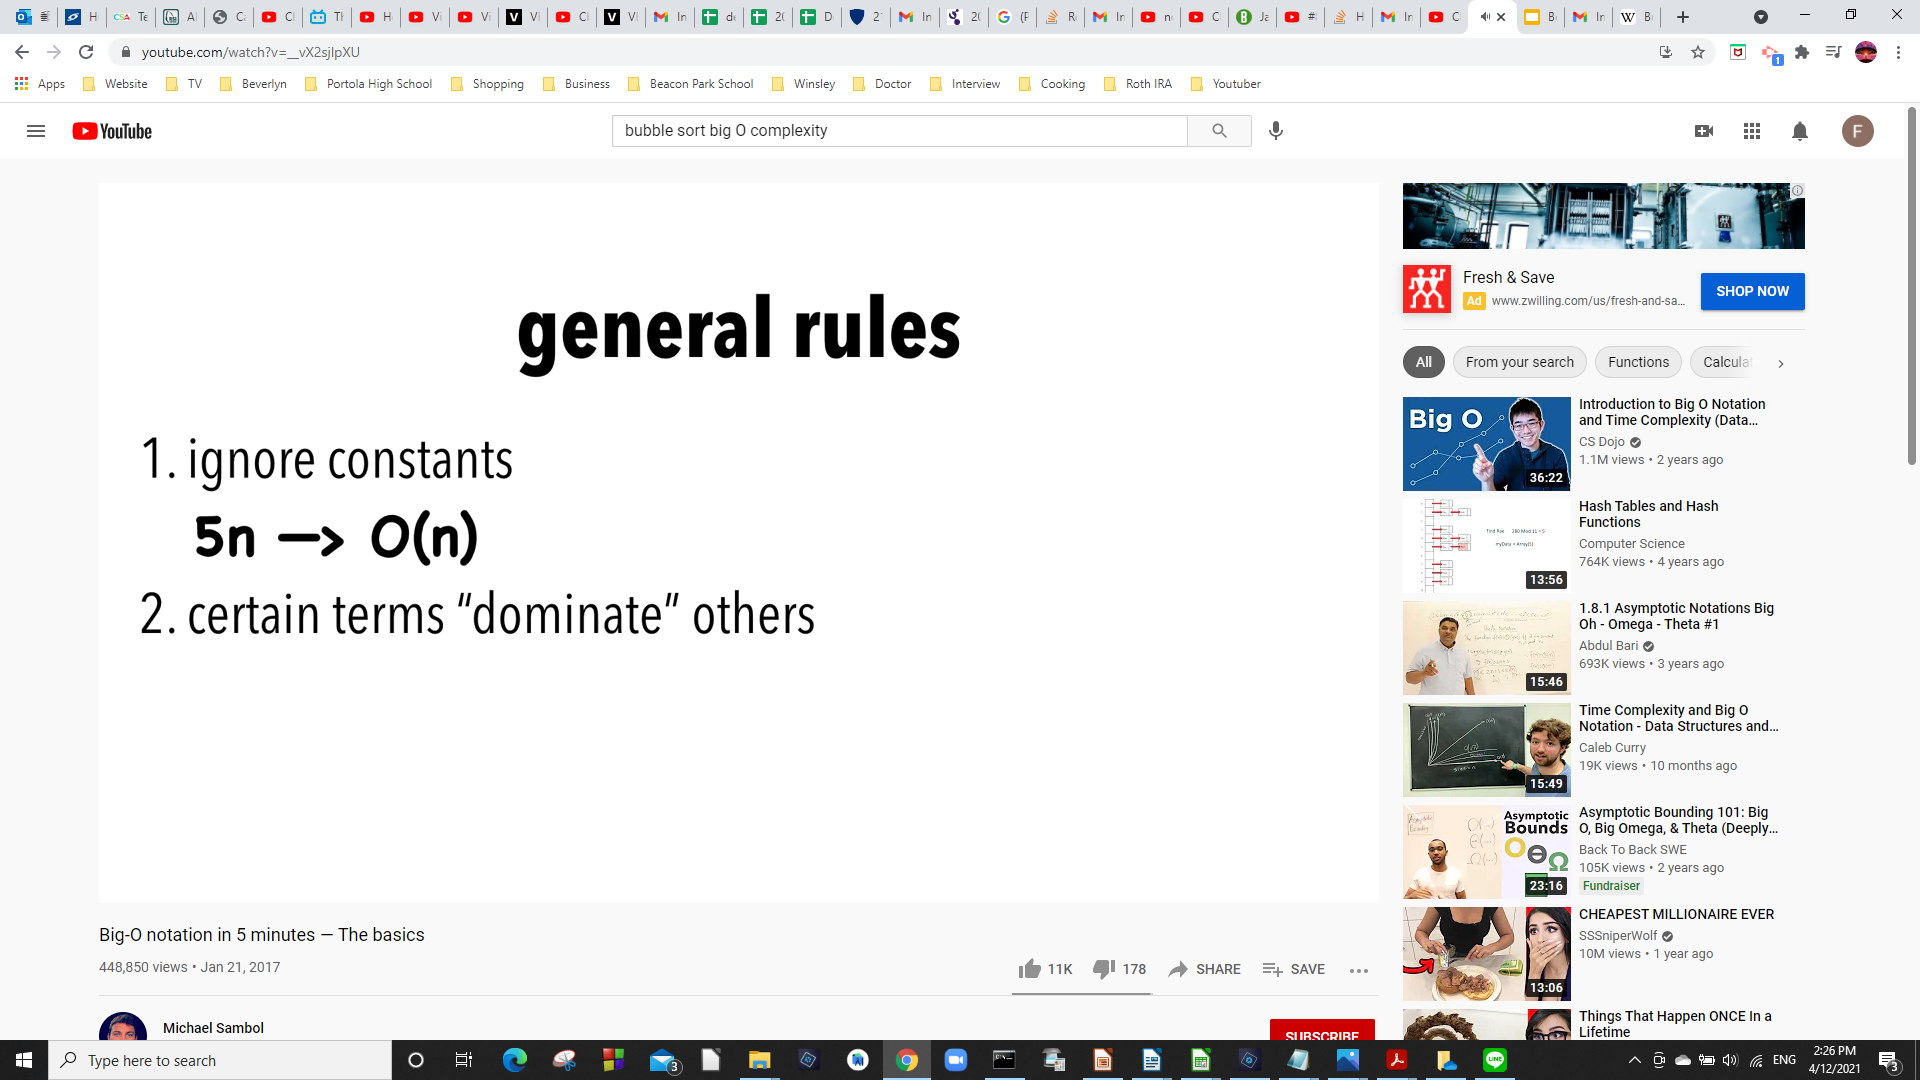 youtube.com/watch?v=__vX2sjlpXU
Apps
Website
TV
Beverlyn
Portola High School
Shopping
Business
Beacon Park School
Winsley
Doctor
Interview
Cooking
Roth IRA
Youtuber
YouTube
bubble sort big O complexity
F
general rules
1. ignore constants
5n —> O(n)
2. certain terms “dominate” others
Big-O notation in 5 minutes — The basics
448,850 views • Jan 21, 2017
11K
178
SHARE
SAVE
Michael Sambol
SUBSCRIBE
Fresh & Save
Ad www.zwilling.com/us/fresh-and-sa...
SHOP NOW
All
From your search
Functions
Calculat
Big O
36:22
Introduction to Big O Notation
and Time Complexity (Data...
CS Dojo
1.1M views • 2 years ago
13:56
Hash Tables and Hash
Functions
Computer Science
764K views • 4 years ago
15:46
1.8.1 Asymptotic Notations Big
Oh - Omega - Theta #1
Abdul Bari
693K views • 3 years ago
15:49
Time Complexity and Big O
Notation - Data Structures and...
Caleb Curry
19K views • 10 months ago
Asymptotic
Bounds
23:16
Asymptotic Bounding 101: Big
O, Big Omega, & Theta (Deeply...
Back To Back SWE
105K views • 2 years ago
Fundraiser
13:06
CHEAPEST MILLIONAIRE EVER
SSSniperWolf
10M views • 1 year ago
Things That Happen ONCE In a
Lifetime
Type here to search
3
ENG
2:26 PM
4/12/2021
3